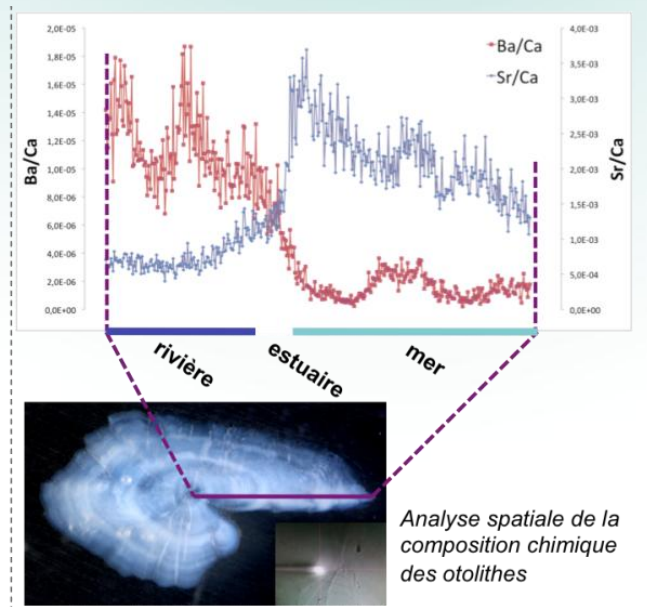 2,0E-05
1,8E-05
1,6E-05
1,4E-05
1,2E-05
1,0E-05
8,0E-06
6,0E-06
4,0E-06
2,0E-06
0,0E+00
Ba/Ca
Ba/Ca
Sr/Ca
4,0E-03
3,5E-03
3,0E-03
2,5E-03
2,0E-03
1,5E-03
1,0E-03
5,0E-04
0,0E+00
Sr/Ca
rivière
estuaire
mer
Analyse spatiale de la
composition chimique
des otolithes